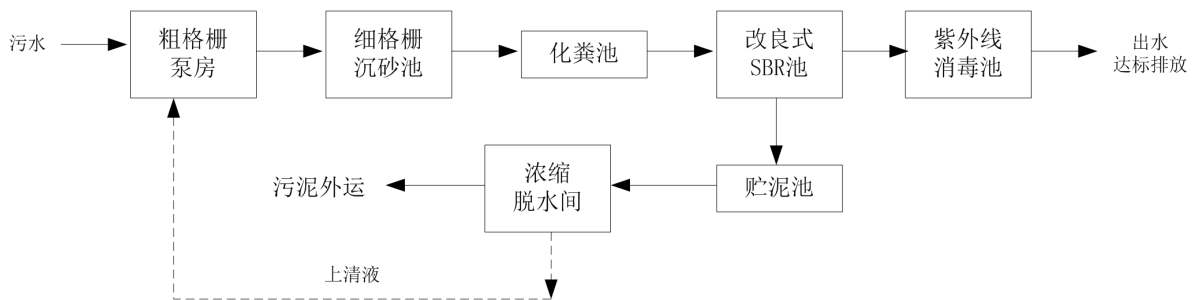 污水
粗格栅
泵房
细格栅
沉砂池
化粪池
改良式
SBR池
紫外线
消毒池
出水
达标排放
污泥外运
浓缩
脱水间
贮泥池
上清液